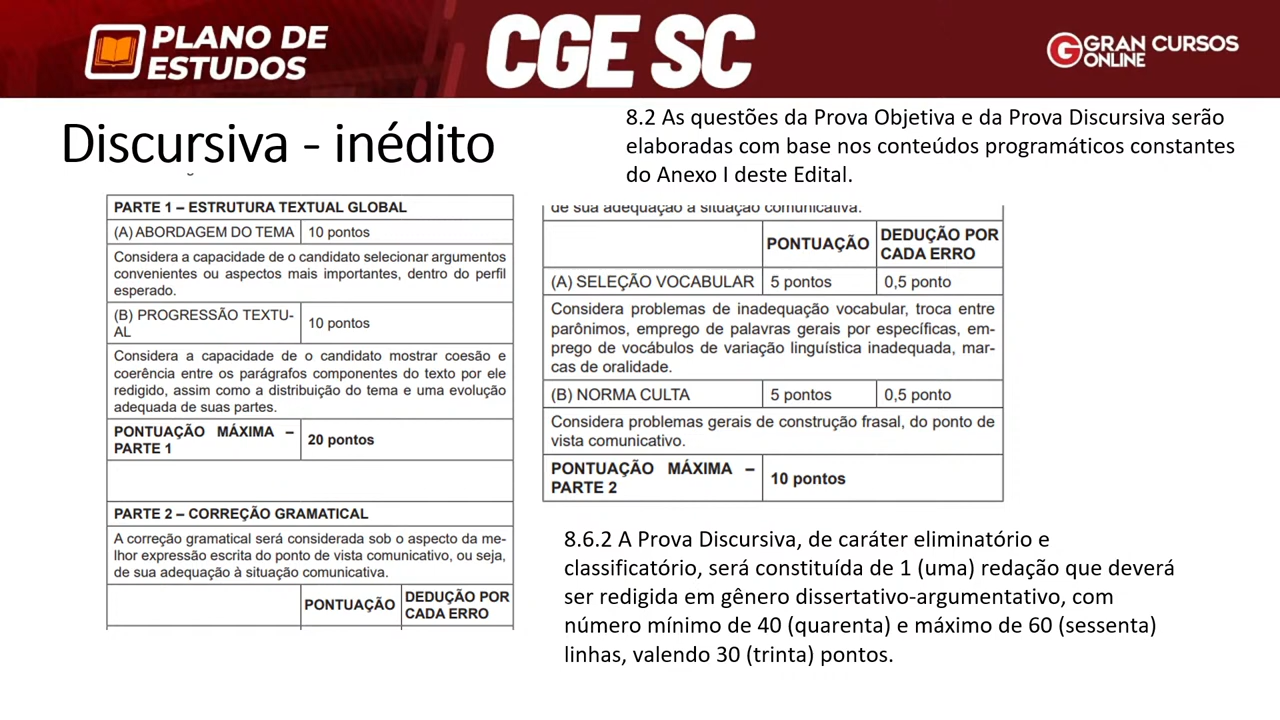 PLANO DE
ESTUDOS
CGE SC
GRAN CURSOS
ONLINE
Discursiva - inédito
8.2 As questões da Prova Objetiva e da Prova Discursiva serão
elaboradas com base nos conteúdos programáticos constantes
do Anexo I deste Edital.
PARTE 1 – ESTRUTURA TEXTUAL GLOBAL
(A) ABORDAGEM DO TEMA 10 pontos
Considera a capacidade de o candidato selecionar argumentos
convenientes ou aspectos mais importantes, dentro do perfil
esperado.
(B) PROGRESSÃO TEXTU-
AL
10 pontos
Considera a capacidade de o candidato mostrar coesão e
coerência entre os parágrafos componentes do texto por ele
redigido, assim como a distribuição do tema e uma evolução
adequada de suas partes.
PONTUAÇÃO MÁXIMA –
PARTE 1
20 pontos
PARTE 2 – CORREÇÃO GRAMATICAL
A correção gramatical será considerada sob o aspecto da me-
lhor expressão escrita do ponto de vista comunicativo, ou seja,
de sua adequação à situação comunicativa.
PONTUAÇÃO
DEDUÇÃO POR
CADA ERRO
de sua adequação à situação comunicativa.
PONTUAÇÃO
DEDUÇÃO POR
CADA ERRO
(A) SELEÇÃO VOCABULAR 5 pontos 0,5 ponto
Considera problemas de inadequação vocabular, troca entre
parônimos, emprego de palavras gerais por específicas, em-
prego de vocábulos de variação linguística inadequada, mar-
cas de oralidade.
(B) NORMA CULTA 5 pontos 0,5 ponto
Considera problemas gerais de construção frasal, do ponto de
vista comunicativo.
PONTUAÇÃO MÁXIMA –
PARTE 2
10 pontos
8.6.2 A Prova Discursiva, de caráter eliminatório e
classificatório, será constituída de 1 (uma) redação que deverá
ser redigida em gênero dissertativo-argumentativo, com
número mínimo de 40 (quarenta) e máximo de 60 (sessenta)
linhas, valendo 30 (trinta) pontos.